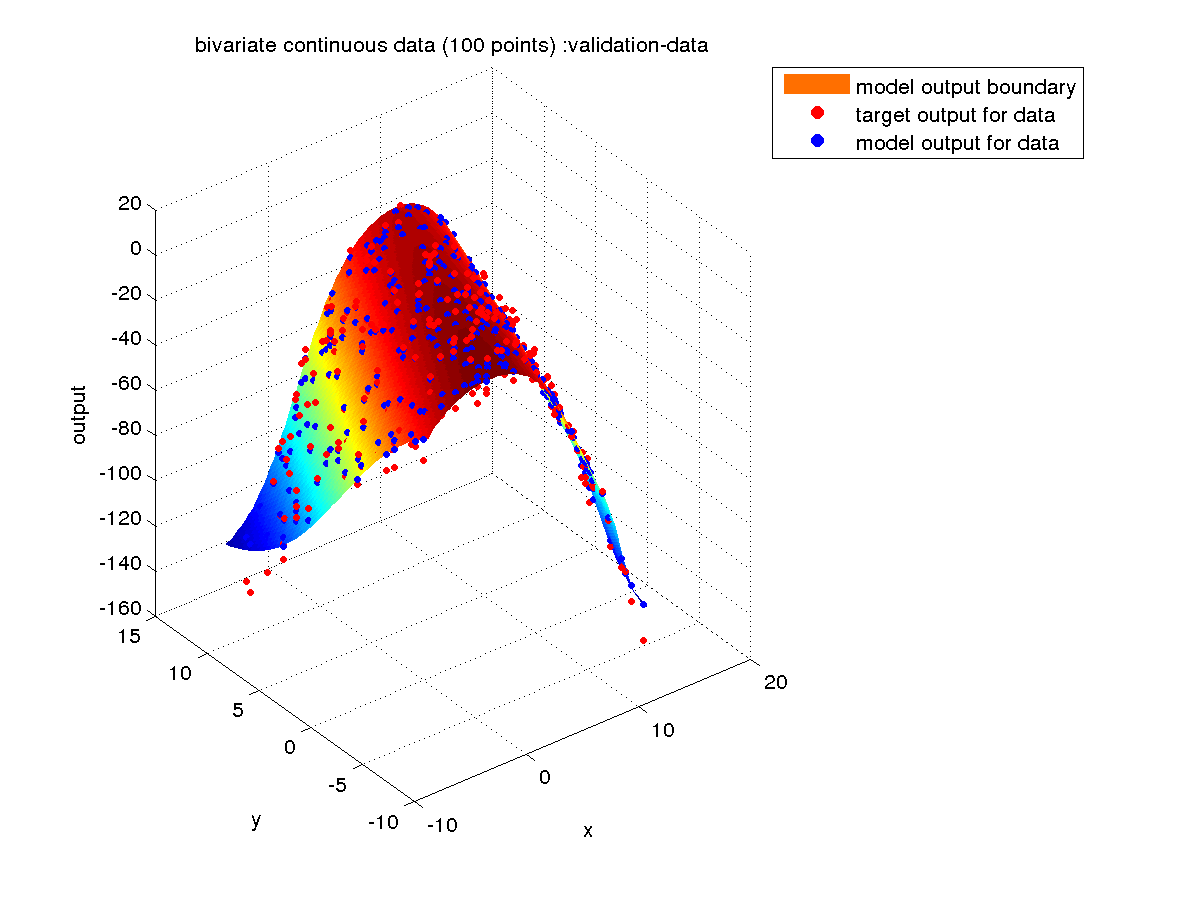 bivariate continuous data (100 points) :validation-data
model output boundary
target output for data
model output for data
20
0
-20
-40
-60
-80
-100
-120
-140
-160
output
15
10
5
0
-5
-10
y
-10
0
10
20
x